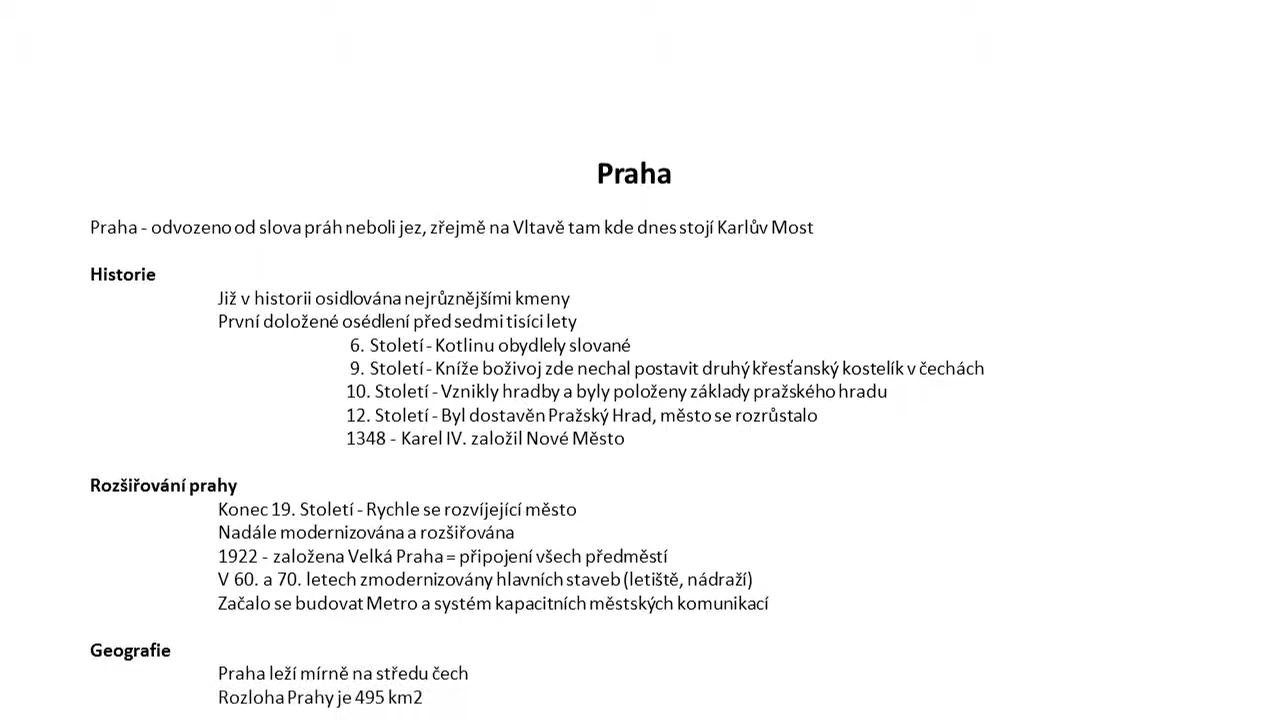 Praha
Praha - odvozeno od slova práh neboli jez, zřejmě na Vltavě tam kde dnes stojí Karlův Most
Historie
Již v historii osidlována nejrůznějšími kmeny
První doložené osédlení před sedmi tisíci lety
6. Století - Kotlinu obydlely slované
9. Století - Kníže boživoj zde nechal postavit druhý křesťanský kostelík v čechách
10. Století - Vznikly hradby a byly položeny základy pražského hradu
12. Století - Byl dostavěn Pražský Hrad, město se rozrůstalo
1348 - Karel IV. založil Nové Město
Rozšiřování prahy
Konec 19. Století - Rychle se rozvíjející město
Nadále modernizována a rozšiřována
1922 - založena Velká Praha = připojení všech předměstí
V 60. a 70. letech zmodernizovány hlavních staveb (letiště, nádraží)
Začalo se budovat Metro a systém kapacitních městských komunikací
Geografie
Praha leží mírně na středu čech
Rozloha Prahy je 495 km2